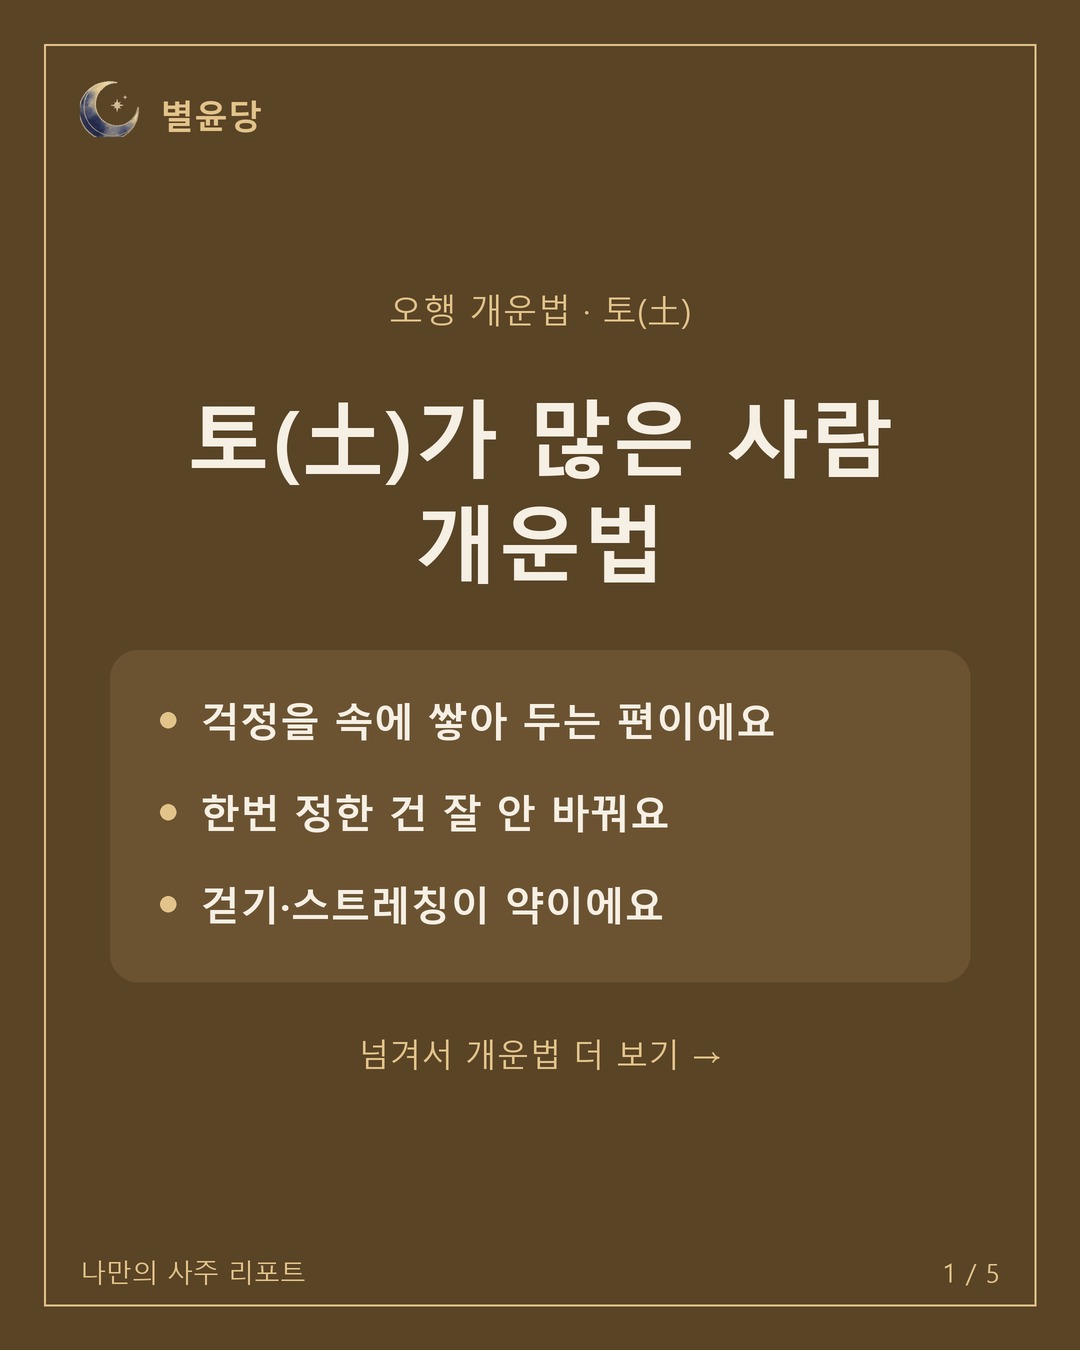 별윤당
오행 개운법 · 토(土)
토(土)가 많은 사람
개운법
걱정을 속에 쌓아 두는 편이에요
한번 정한 건 잘 안 바꿔요
걷기·스트레칭이 약이에요
넘겨서 개운법 더 보기 →
나만의 사주 리포트
1 / 5